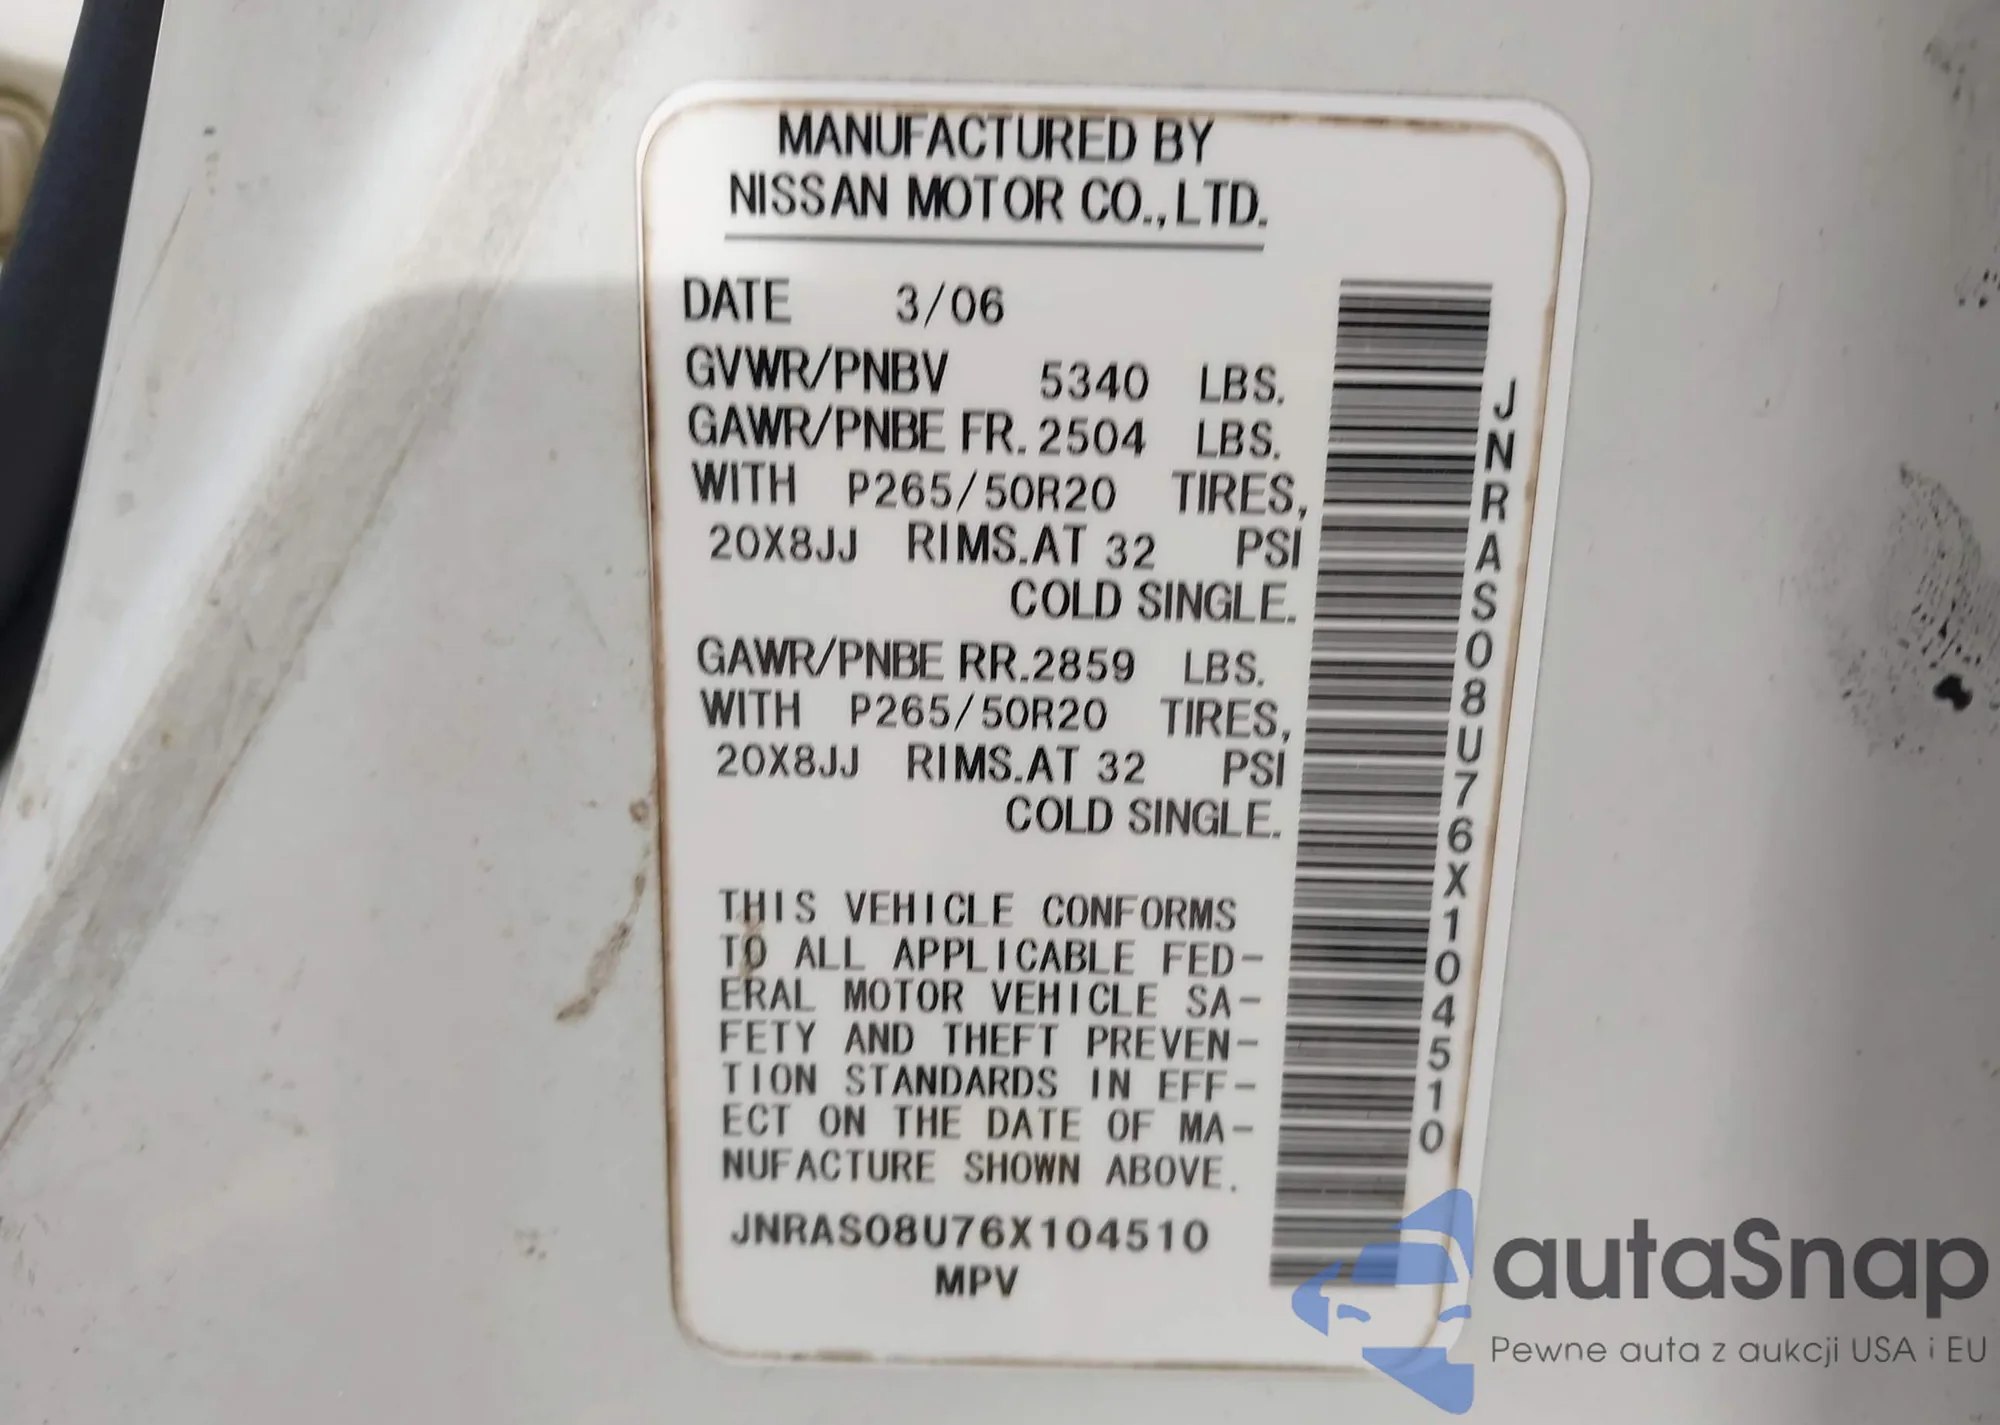 MANUFACTURED BY
NISSAN MOTOR CO.,LTD.
DATE 3/06
GVWR/PNBV 5340 LBS.
GAWR/PNBE FR. 2504 LBS.
WITH P265/50R20 TIRES,
20X8JJ RIMS.AT 32 PSI
COLD SINGLE.
GAWR/PNBE RR.2859 LBS.
WITH P265/50R20 TIRES,
20X8JJ RIMS.AT 32 PSI
COLD SINGLE.
THIS VEHICLE CONFORMS
TO ALL APPLICABLE FED-
ERAL MOTOR VEHICLE SA-
FETY AND THEFT PREVEN-
TION STANDARDS IN EFF-
ECT ON THE DATE OF MA-
NUFACTURE SHOWN ABOVE.
JNRAS08U76X104510
MPV
JNRAS08U76X104510
autaSnap
Pewne auta z aukcji USA i EU